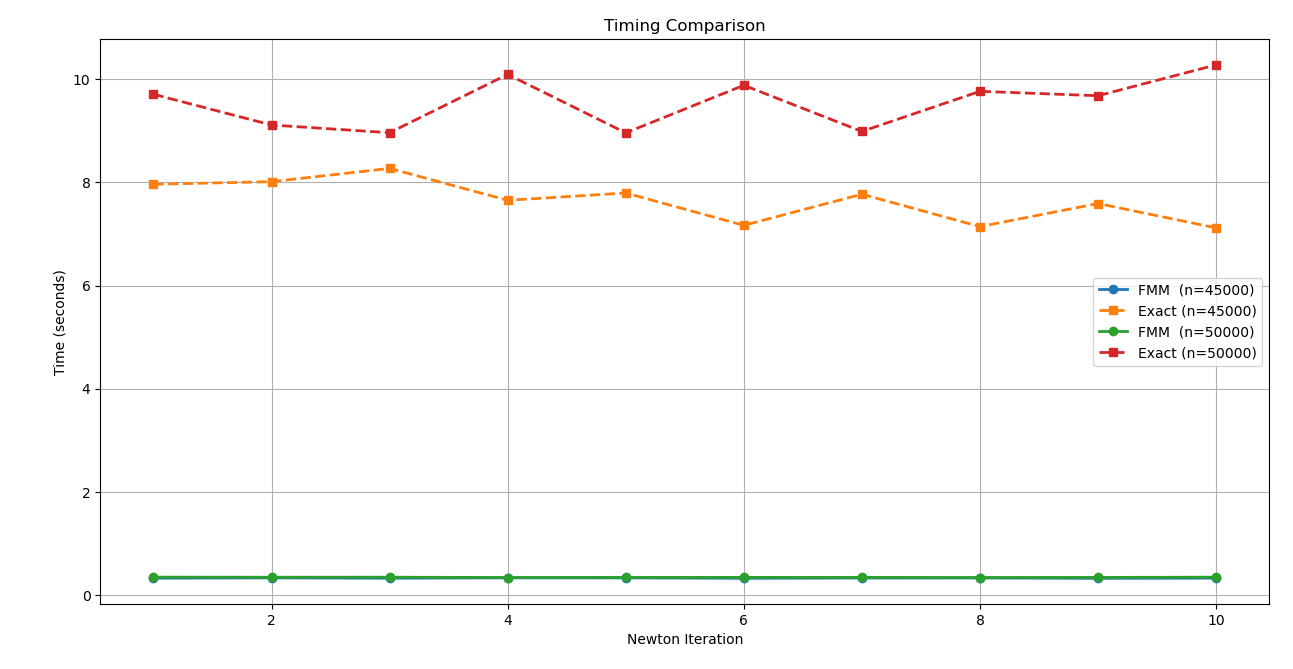 Timing Comparison
Time (seconds)
10
8
6
4
2
0
FMM  (n=45000)
Exact (n=45000)
FMM  (n=50000)
Exact (n=50000)
2 4 6 8 10
Newton Iteration